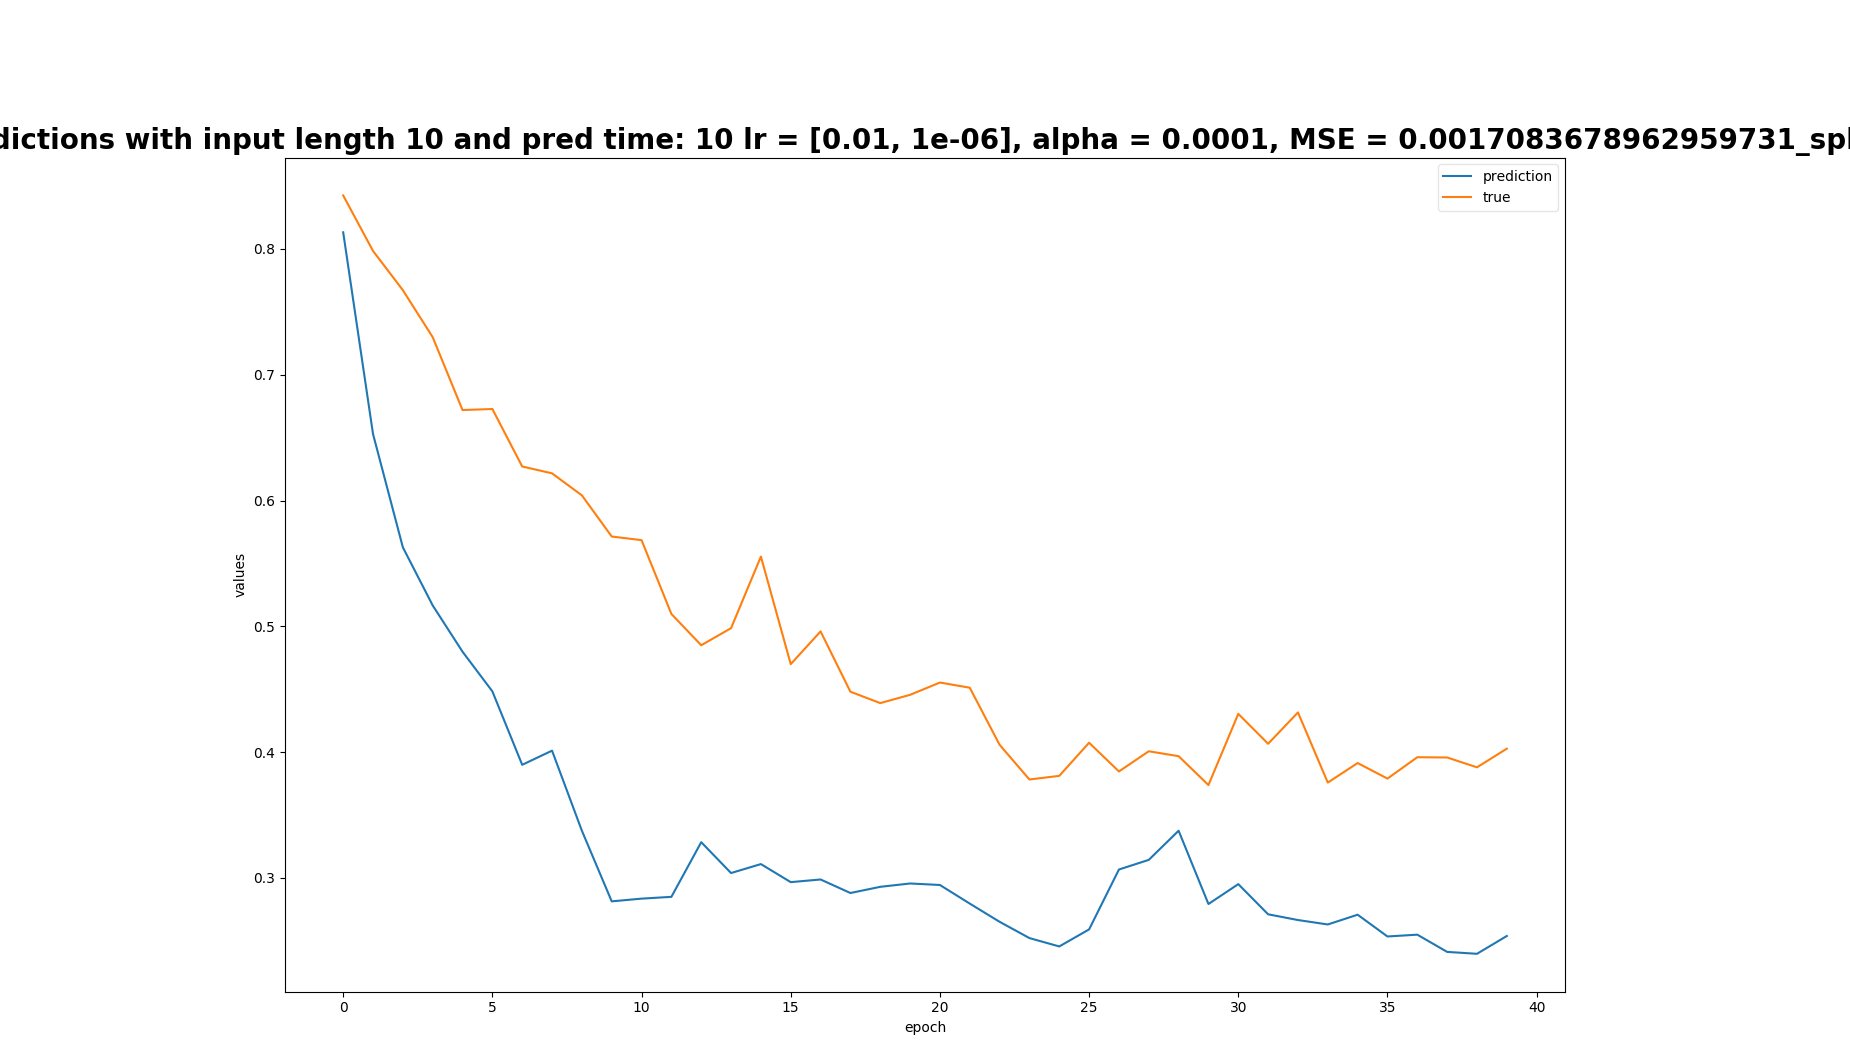 dictions with input length 10 and pred time: 10 lr = [0.01, 1e-06], alpha = 0.0001, MSE = 0.0017083678962959731_spl
prediction
true
0.8
0.7
0.6
0.5
0.4
0.3
values
0 5 10 15 20 25 30 35 40
epoch